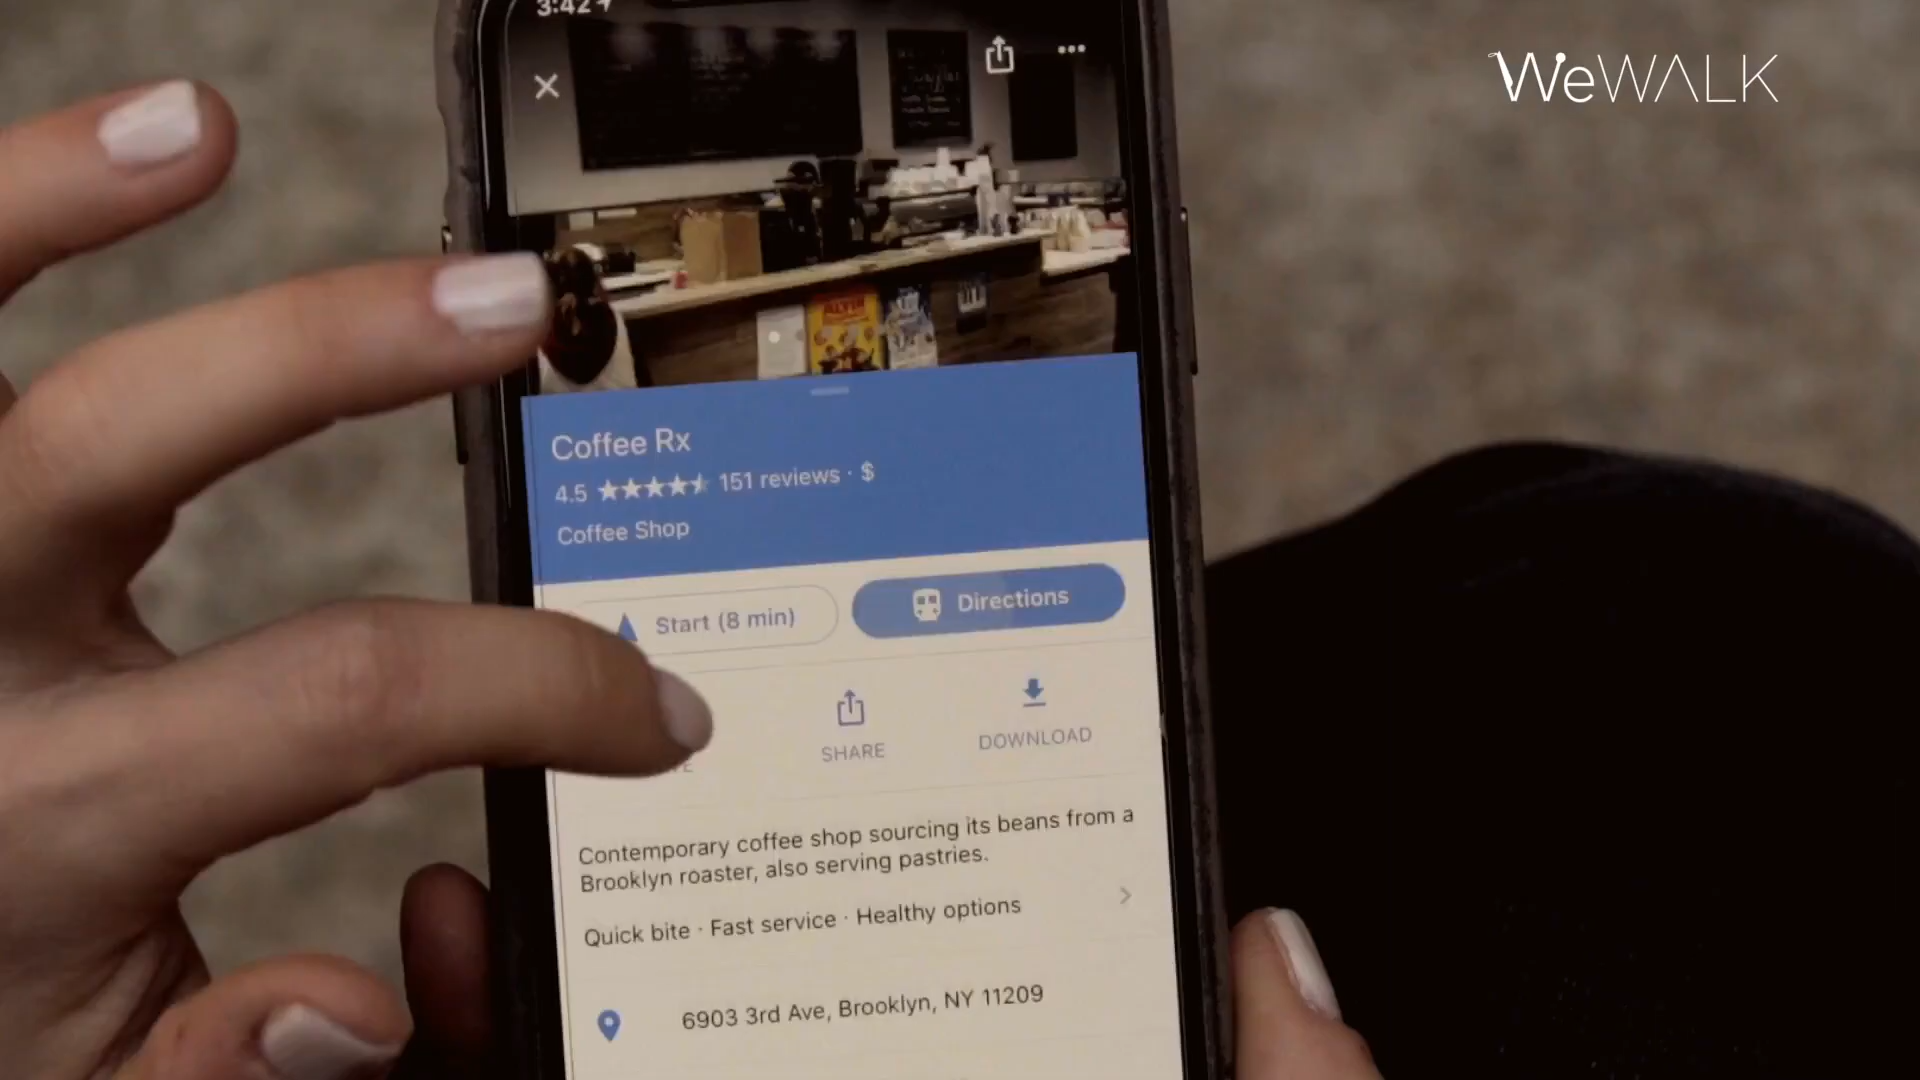 3:42
WeWALK
ALVIN
Coffee Rx
4.5 ★★★★★ 151 reviews · $
Coffee Shop
Start (8 min)
Directions
SHARE
DOWNLOAD
Contemporary coffee shop sourcing its beans from a
Brooklyn roaster, also serving pastries.
Quick bite · Fast service · Healthy options
6903 3rd Ave, Brooklyn, NY 11209